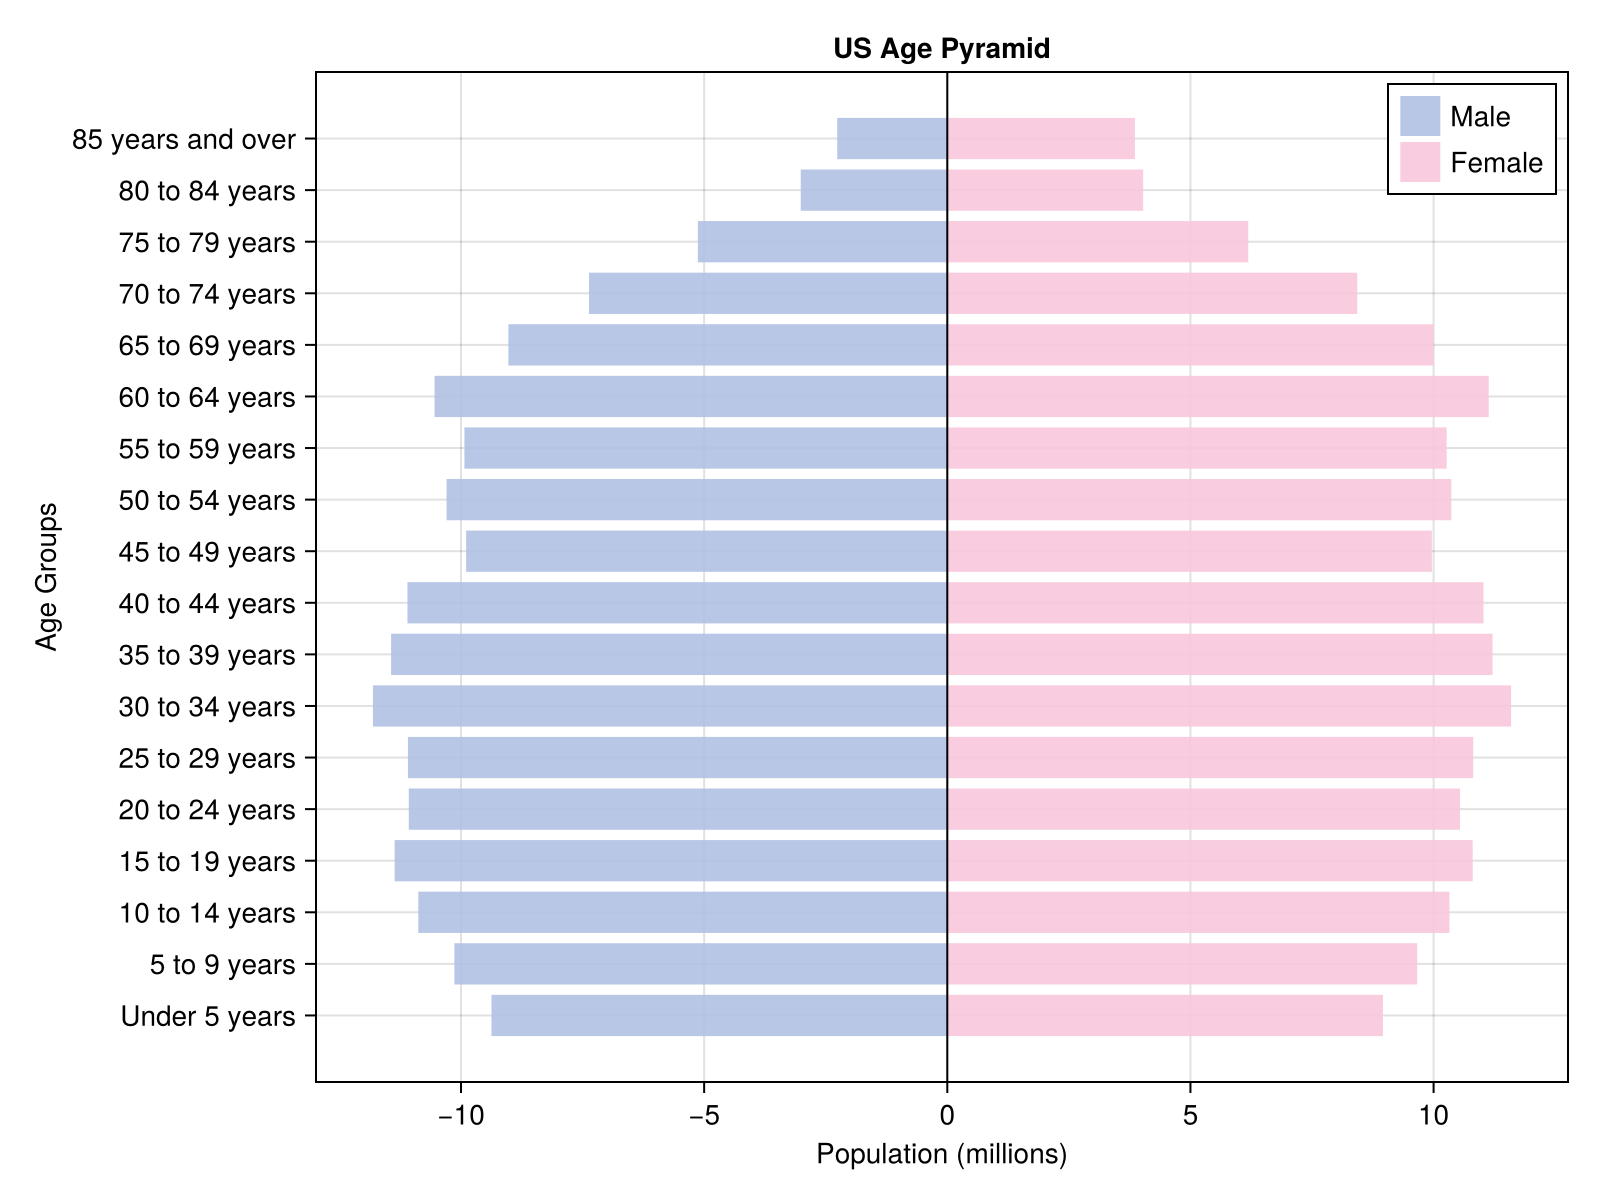 US Age Pyramid
Male
Female
85 years and over
80 to 84 years
75 to 79 years
70 to 74 years
65 to 69 years
60 to 64 years
55 to 59 years
50 to 54 years
45 to 49 years
40 to 44 years
35 to 39 years
30 to 34 years
25 to 29 years
20 to 24 years
15 to 19 years
10 to 14 years
5 to 9 years
Under 5 years
Age Groups
−10 −5 0 5 10
Population (millions)